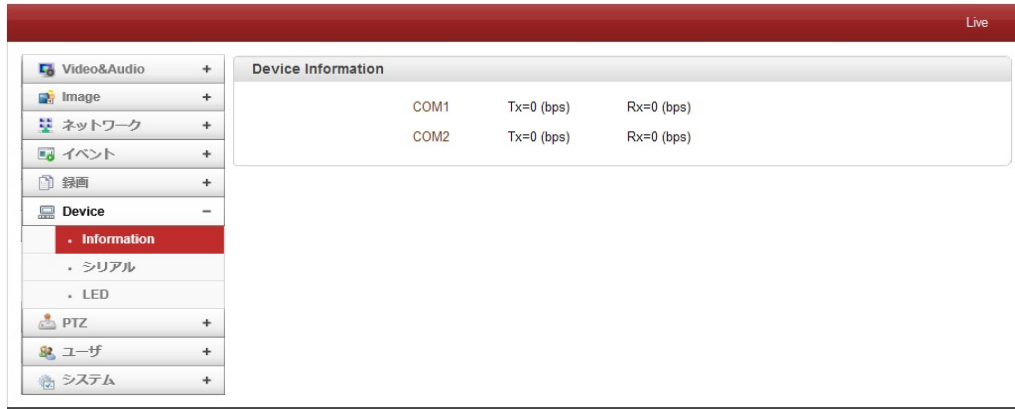 Live
Video&Audio +
Image +
ネットワーク +
イベント +
録画 +
Device −
・ Information
・ シリアル
・ LED
PTZ +
ユーザ +
システム +
Device Information
COM1 Tx=0 (bps) Rx=0 (bps)
COM2 Tx=0 (bps) Rx=0 (bps)